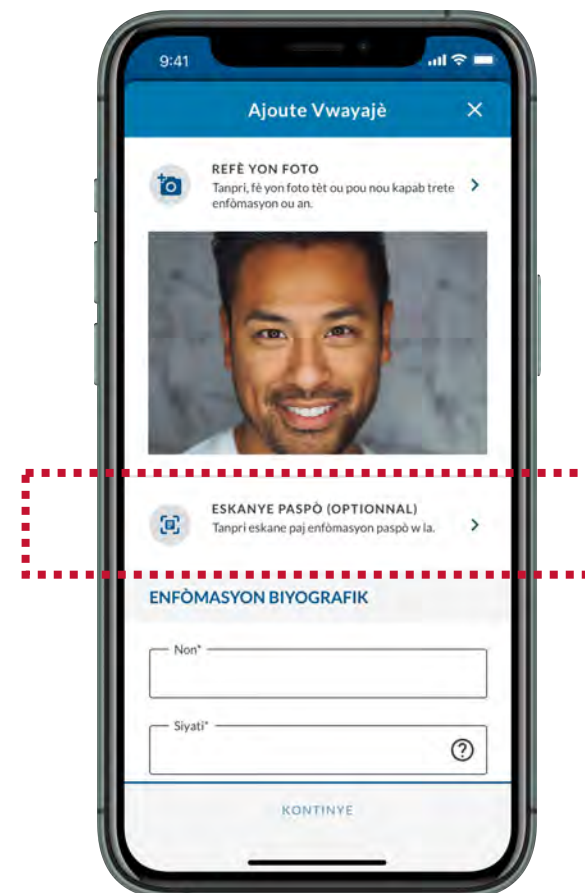 9:41
Ajoute Vwayajè
REFÈ YON FOTO
Tanpri, fè yon foto tèt ou pou nou kapab trete
enfòmasyon ou an.
ESKANYE PASPÒ (OPTIONNAL)
Tanpri eskane paj enfòmasyon paspò w la.
ENFÒMASYON BIYOGRAFIK
Non*
Siyati*
KONTINYE